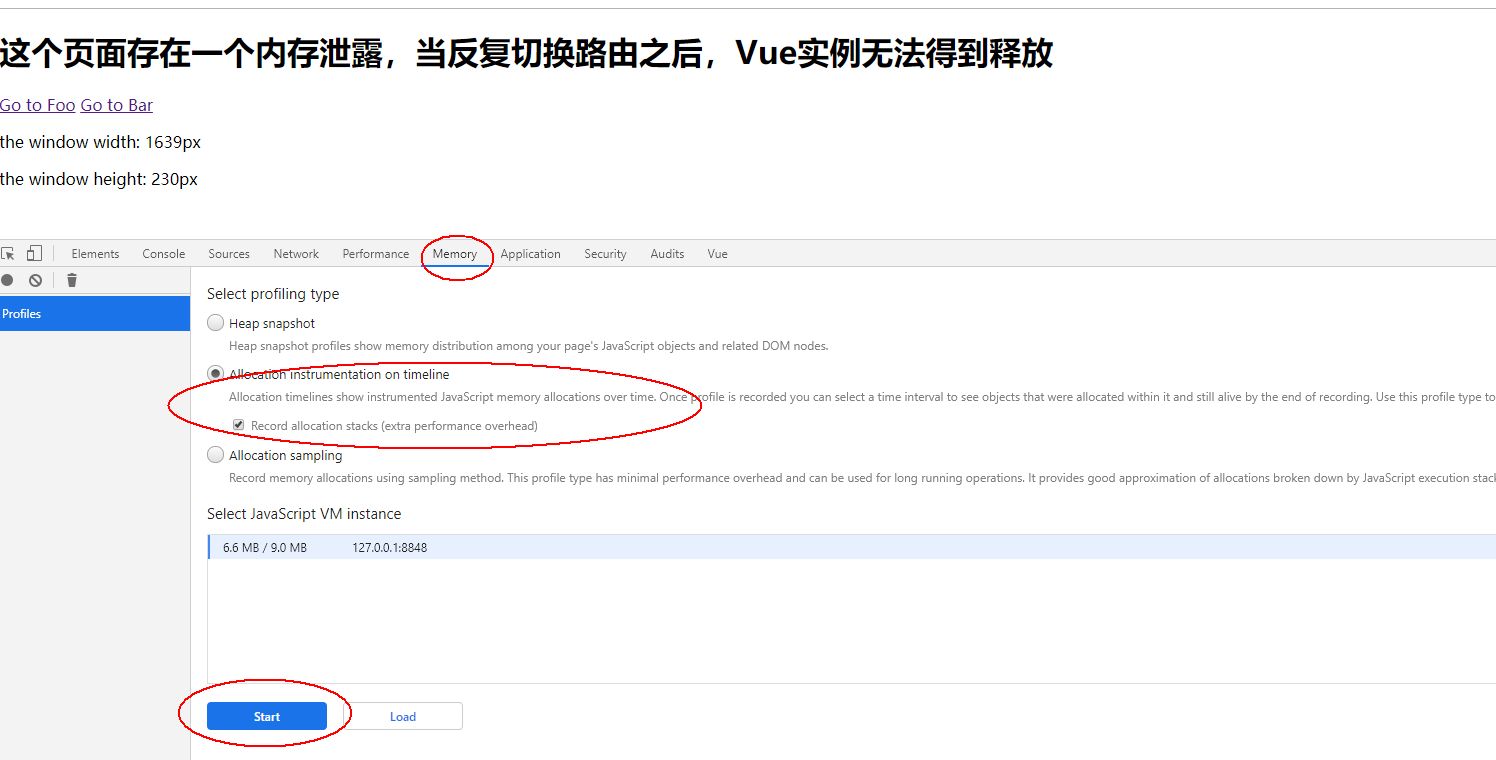 这个页面存在一个内存泄露，当反复切换路由之后，Vue实例无法得到释放
Go to Foo Go to Bar
the window width: 1639px
the window height: 230px
Elements Console Sources Network Performance Memory Application Security Audits Vue
Profiles
Select profiling type
Heap snapshot
Heap snapshot profiles show memory distribution among your page's JavaScript objects and related DOM nodes.
Allocation instrumentation on timeline
Allocation timelines show instrumented JavaScript memory allocations over time. Once profile is recorded you can select a time interval to see objects that were allocated within it and still alive by the end of recording. Use this profile type to
Record allocation stacks (extra performance overhead)
Allocation sampling
Record memory allocations using sampling method. This profile type has minimal performance overhead and can be used for long running operations. It provides good approximation of allocations broken down by JavaScript execution stac
Select JavaScript VM instance
6.6 MB / 9.0 MB 127.0.0.1:8848
Start Load